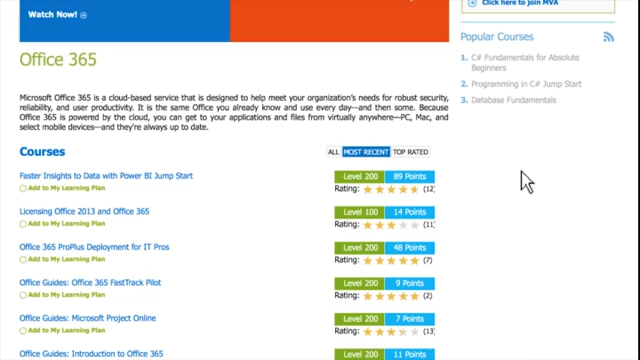 Watch Now!
Click here to join MVA
Office 365
Popular Courses
1. C# Fundamentals for Absolute
Beginners
2. Programming in C# Jump Start
3. Database Fundamentals
Microsoft Office 365 is a cloud-based service that is designed to help meet your organization's needs for robust security,
reliability, and user productivity. It is the same Office you already know and use every day—and then some. Because
Office 365 is powered by the cloud, you can get to your applications and files from virtually anywhere—PC, Mac, and
select mobile devices—and they're always up to date.
Courses
ALL MOST RECENT TOP RATED
Faster Insights to Data with Power BI Jump Start
Level 200 89 Points
Add to My Learning Plan
Rating: (12)
Licensing Office 2013 and Office 365
Level 100 14 Points
Add to My Learning Plan
Rating: (11)
Office 365 ProPlus Deployment for IT Pros
Level 200 48 Points
Add to My Learning Plan
Rating: (7)
Office Guides: Office 365 FastTrack Pilot
Level 200 9 Points
Add to My Learning Plan
Rating: (2)
Office Guides: Microsoft Project Online
Level 200 7 Points
Add to My Learning Plan
Rating: (13)
Office Guides: Introduction to Office 365
Level 200 11 Points